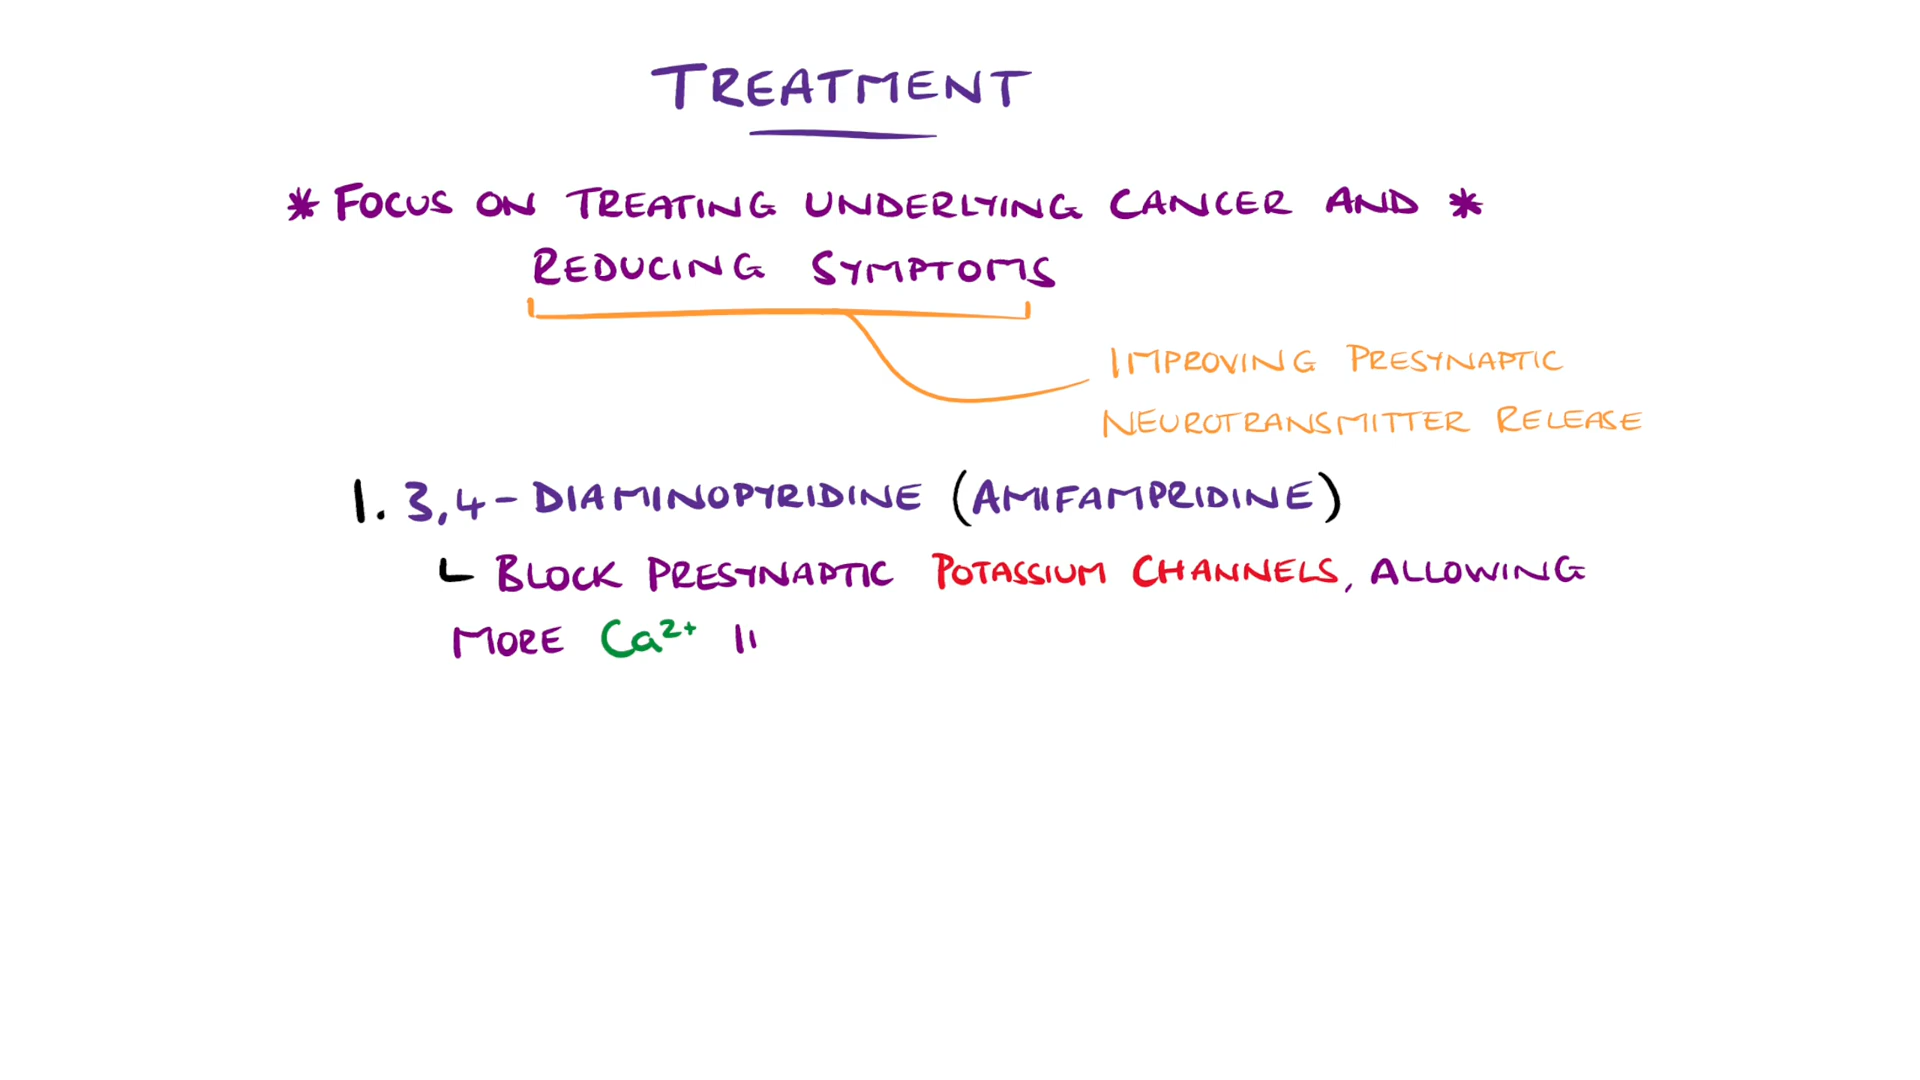 TREATMENT
* FOCUS ON TREATING UNDERLYING CANCER AND *
REDUCING SYMPTOMS
IMPROVING PRESYNAPTIC
NEUROTRANSMITTER RELEASE
1. 3,4-DIAMINOPYRIDINE (AMIFAMPRIDINE)
BLOCK PRESYNAPTIC POTASSIUM CHANNELS, ALLOWING
MORE Ca²⁺